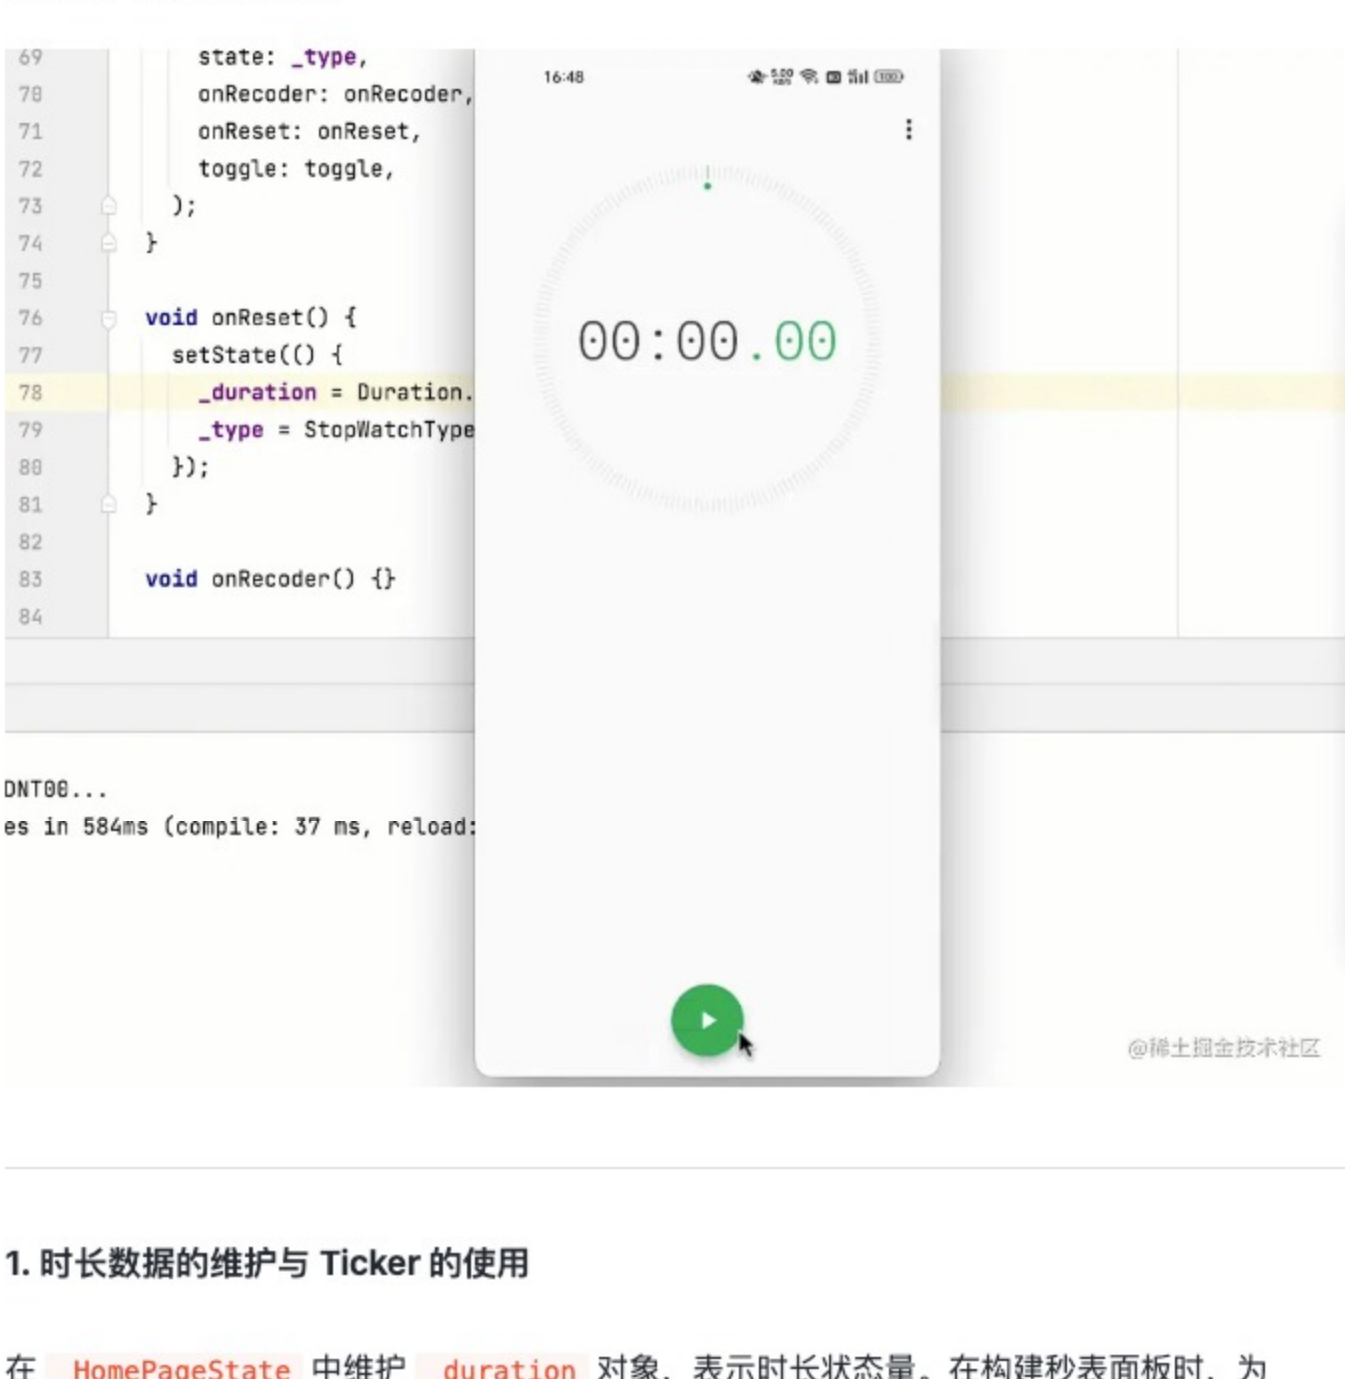 69 state: _type,
70 onRecoder: onRecoder,
71 onReset: onReset,
72 toggle: toggle,
73 );
74 }
75
76 void onReset() {
77 setState(() {
78 _duration = Duration.
79 _type = StopWatchType
80 });
81 }
82
83 void onRecoder() {}
84
16:48 5.00 KB/S 100
00:00.00
DNT00...
es in 584ms (compile: 37 ms, reload:
@稀土掘金技术社区
1. 时长数据的维护与 Ticker 的使用
在 HomePageState 中维护 duration 对象，表示时长状态量。在构建秒表面板时，为